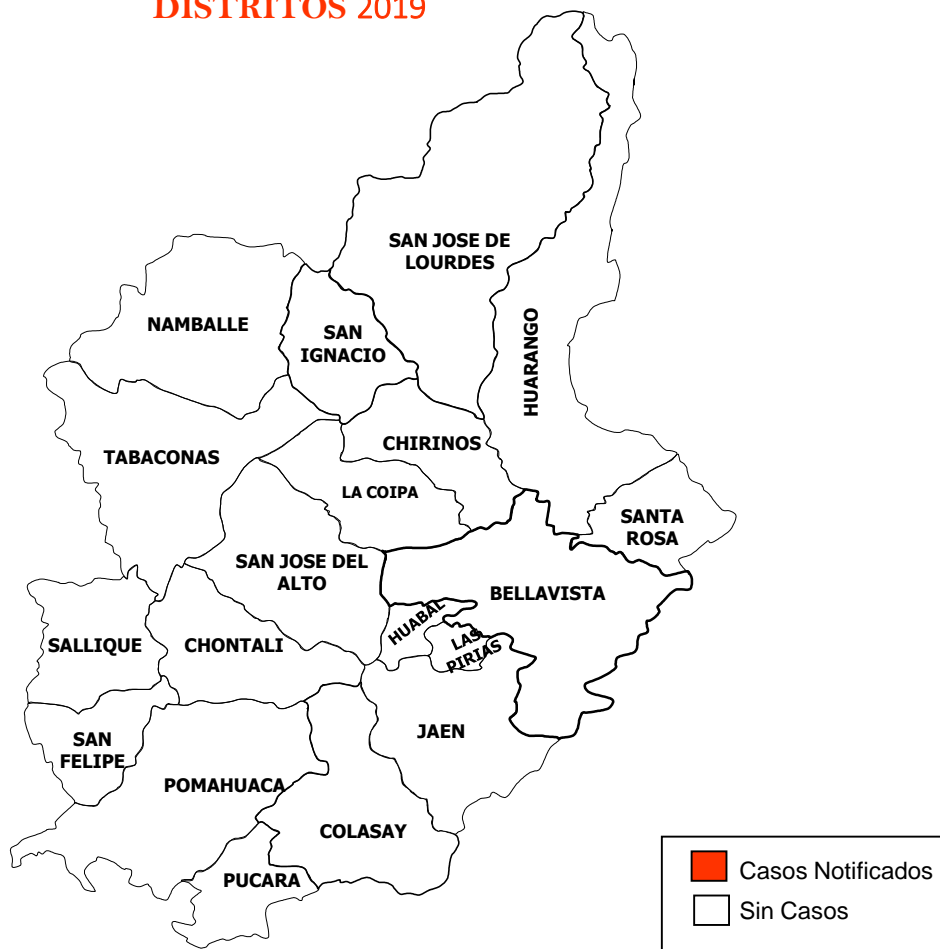 DISTRITOS 2019
SAN JOSE DE
LOURDES
NAMBALLE
SAN
IGNACIO
HUARANGO
CHIRINOS
TABACONAS
LA COIPA
SANTA
ROSA
SAN JOSE DEL
ALTO
BELLAVISTA
HUABAL
SALLIQUE
CHONTALI
LAS
PIRIAS
JAEN
SAN
FELIPE
POMAHUACA
COLASAY
PUCARA
Casos Notificados
Sin Casos